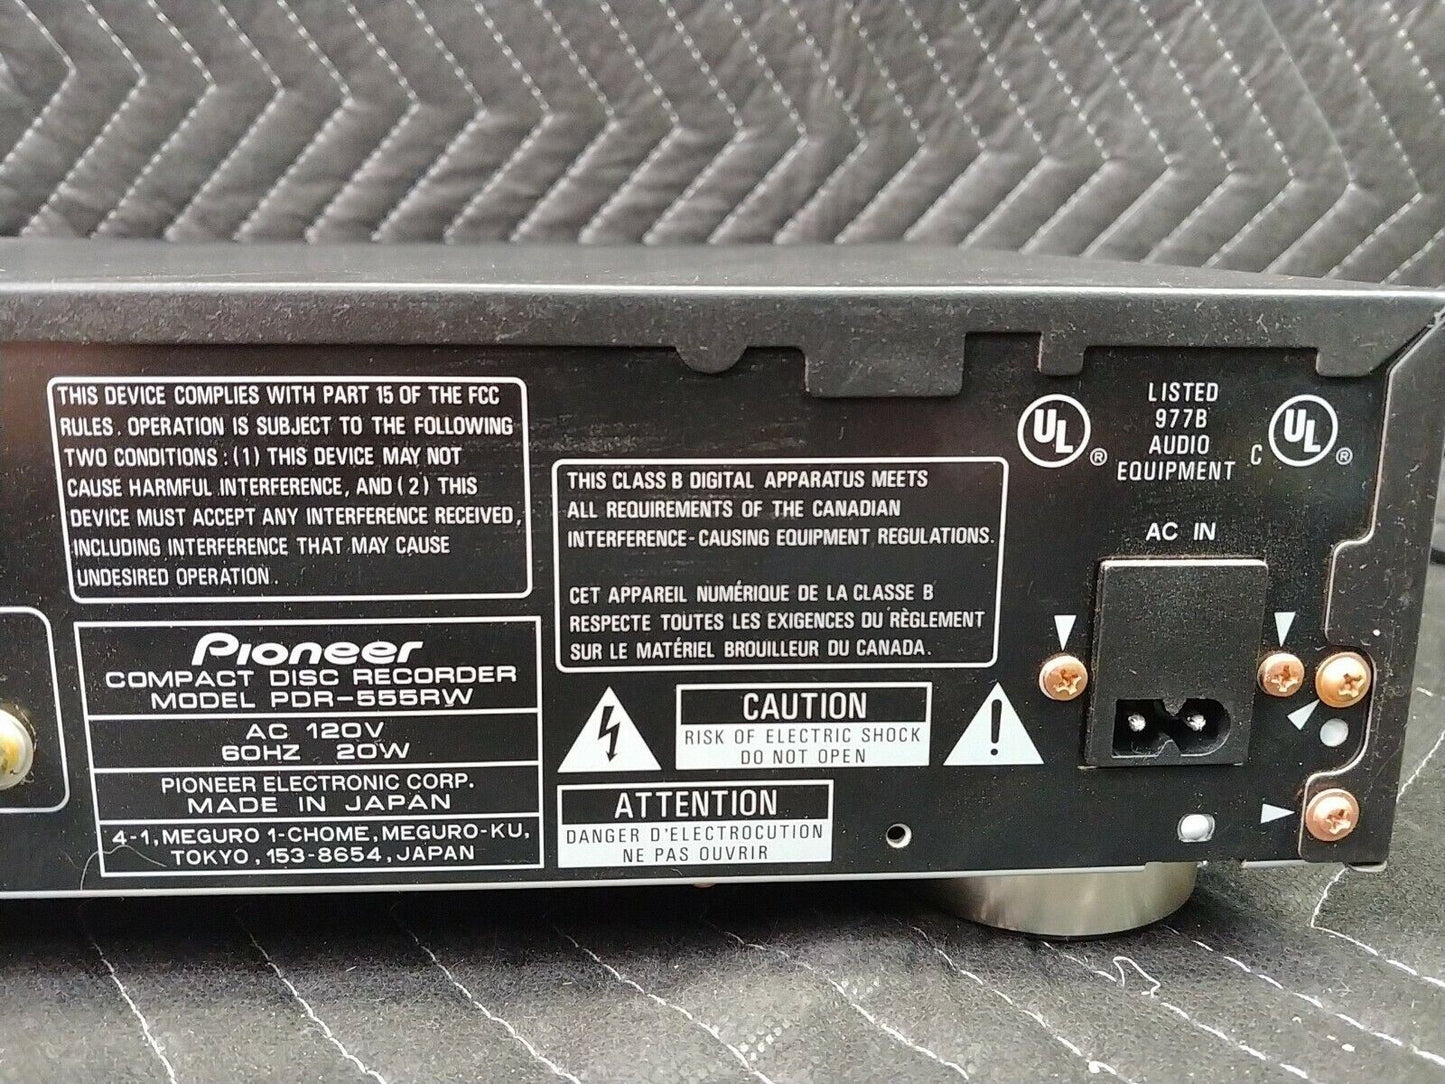 THIS DEVICE COMPLIES WITH PART 15 OF THE FCC
RULES. OPERATION IS SUBJECT TO THE FOLLOWING
TWO CONDITIONS : (1) THIS DEVICE MAY NOT
CAUSE HARMFUL INTERFERENCE, AND (2) THIS
DEVICE MUST ACCEPT ANY INTERFERENCE RECEIVED,
INCLUDING INTERFERENCE THAT MAY CAUSE
UNDESIRED OPERATION.
Pioneer
COMPACT DISC RECORDER
MODEL PDR-555RW
AC 120V
60HZ 20W
PIONEER ELECTRONIC CORP.
MADE IN JAPAN
4-1, MEGURO 1-CHOME, MEGURO-KU,
TOKYO, 153-8654, JAPAN
THIS CLASS B DIGITAL APPARATUS MEETS
ALL REQUIREMENTS OF THE CANADIAN
INTERFERENCE-CAUSING EQUIPMENT REGULATIONS.
CET APPAREIL NUMÉRIQUE DE LA CLASSE B
RESPECTE TOUTES LES EXIGENCES DU RÈGLEMENT
SUR LE MATÉRIEL BROUILLEUR DU CANADA.
CAUTION
RISK OF ELECTRIC SHOCK
DO NOT OPEN
!
ATTENTION
DANGER D'ELECTROCUTION
NE PAS OUVRIR
UL ®
LISTED
977B
AUDIO
EQUIPMENT
C UL ®
AC IN